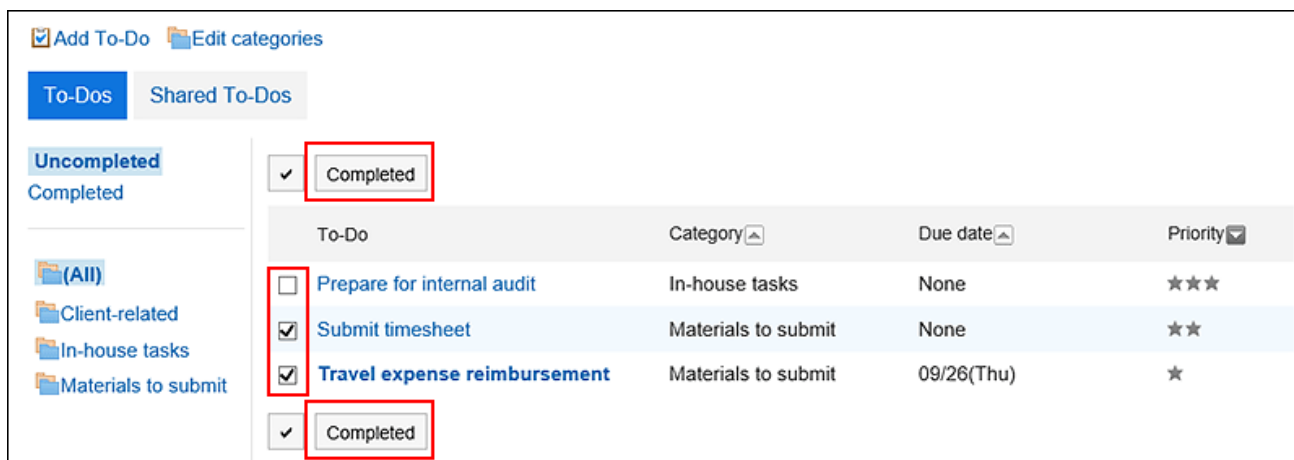 Add To-Do Edit categories
To-Dos Shared To-Dos
Uncompleted
Completed
(All)
Client-related
In-house tasks
Materials to submit
Completed
To-Do Category Due date Priority
Prepare for internal audit In-house tasks None ★★★
Submit timesheet Materials to submit None ★★
Travel expense reimbursement Materials to submit 09/26(Thu) ★
Completed